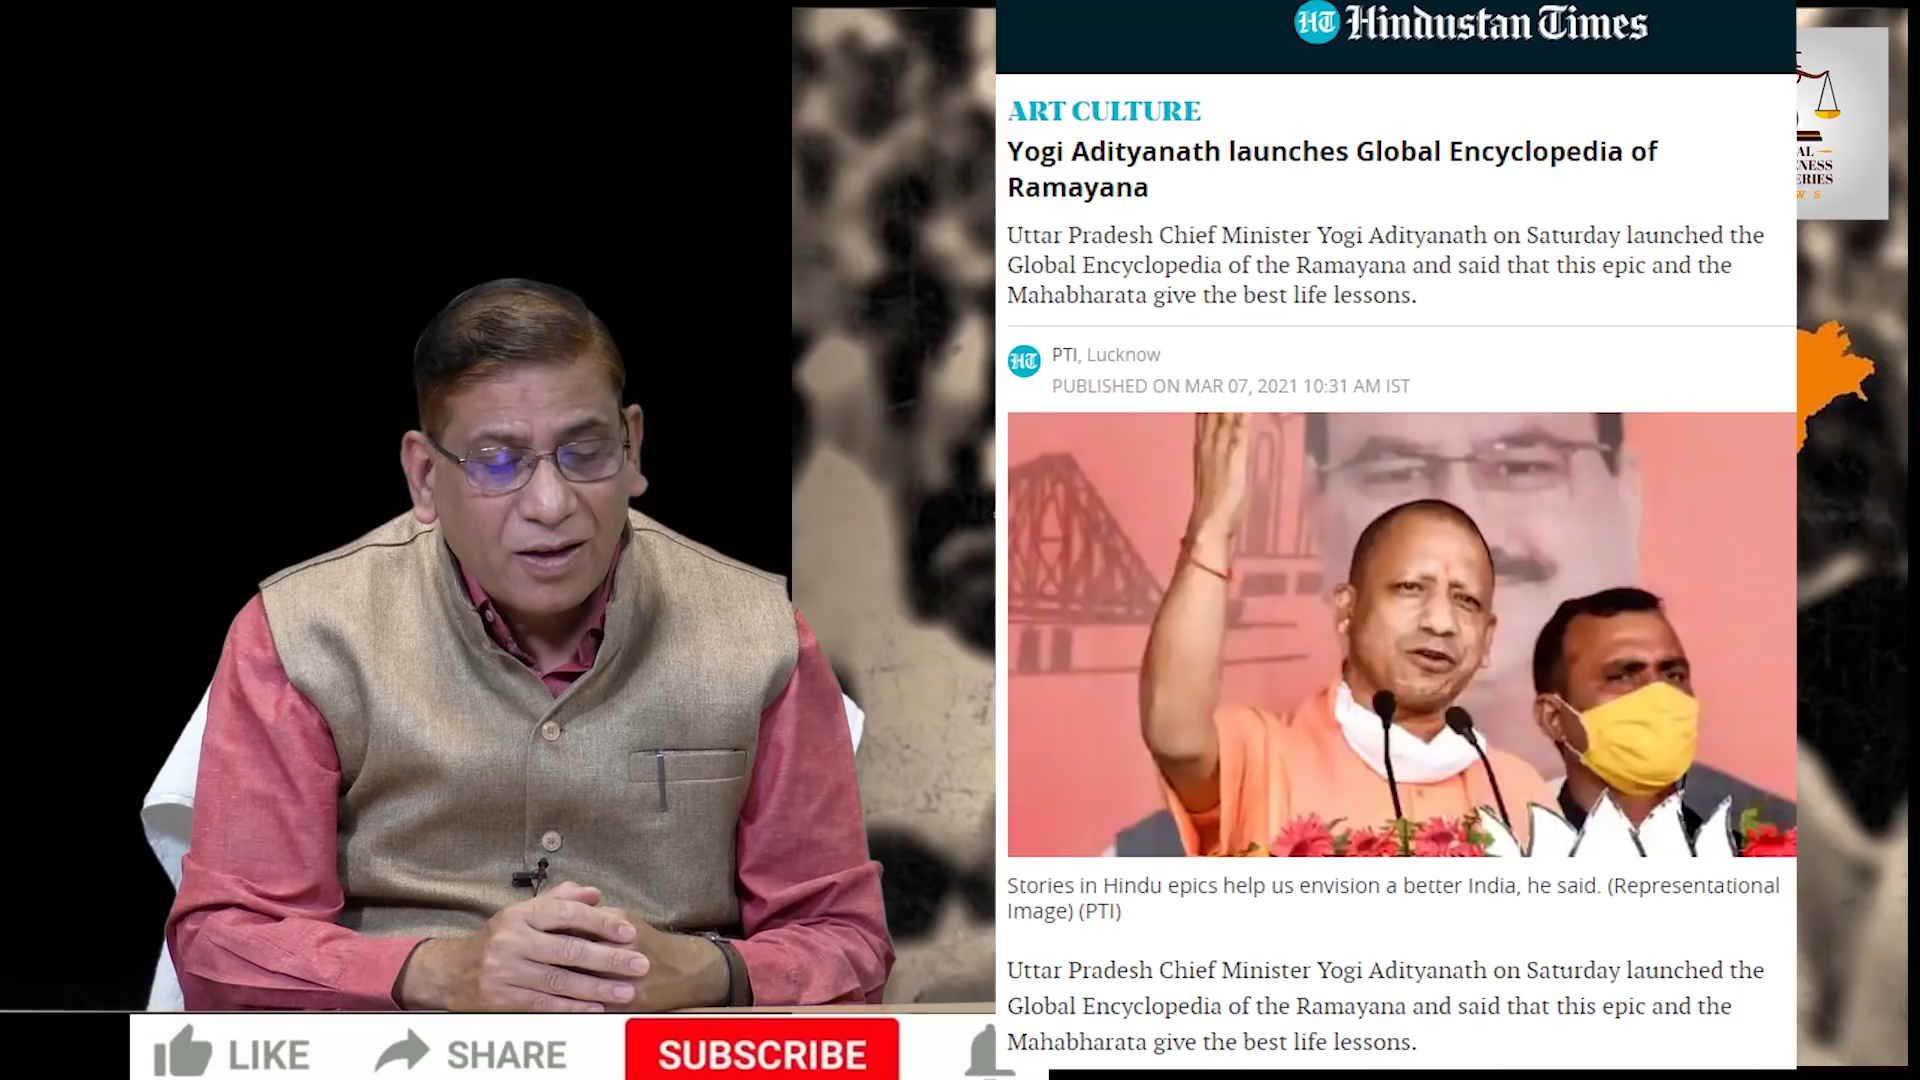 HT Hindustan Times
ART CULTURE
Yogi Adityanath launches Global Encyclopedia of
Ramayana
Uttar Pradesh Chief Minister Yogi Adityanath on Saturday launched the
Global Encyclopedia of the Ramayana and said that this epic and the
Mahabharata give the best life lessons.
HT
PTI, Lucknow
PUBLISHED ON MAR 07, 2021 10:31 AM IST
Stories in Hindu epics help us envision a better India, he said. (Representational
Image) (PTI)
Uttar Pradesh Chief Minister Yogi Adityanath on Saturday launched the
Global Encyclopedia of the Ramayana and said that this epic and the
Mahabharata give the best life lessons.
LIKE
SHARE
SUBSCRIBE